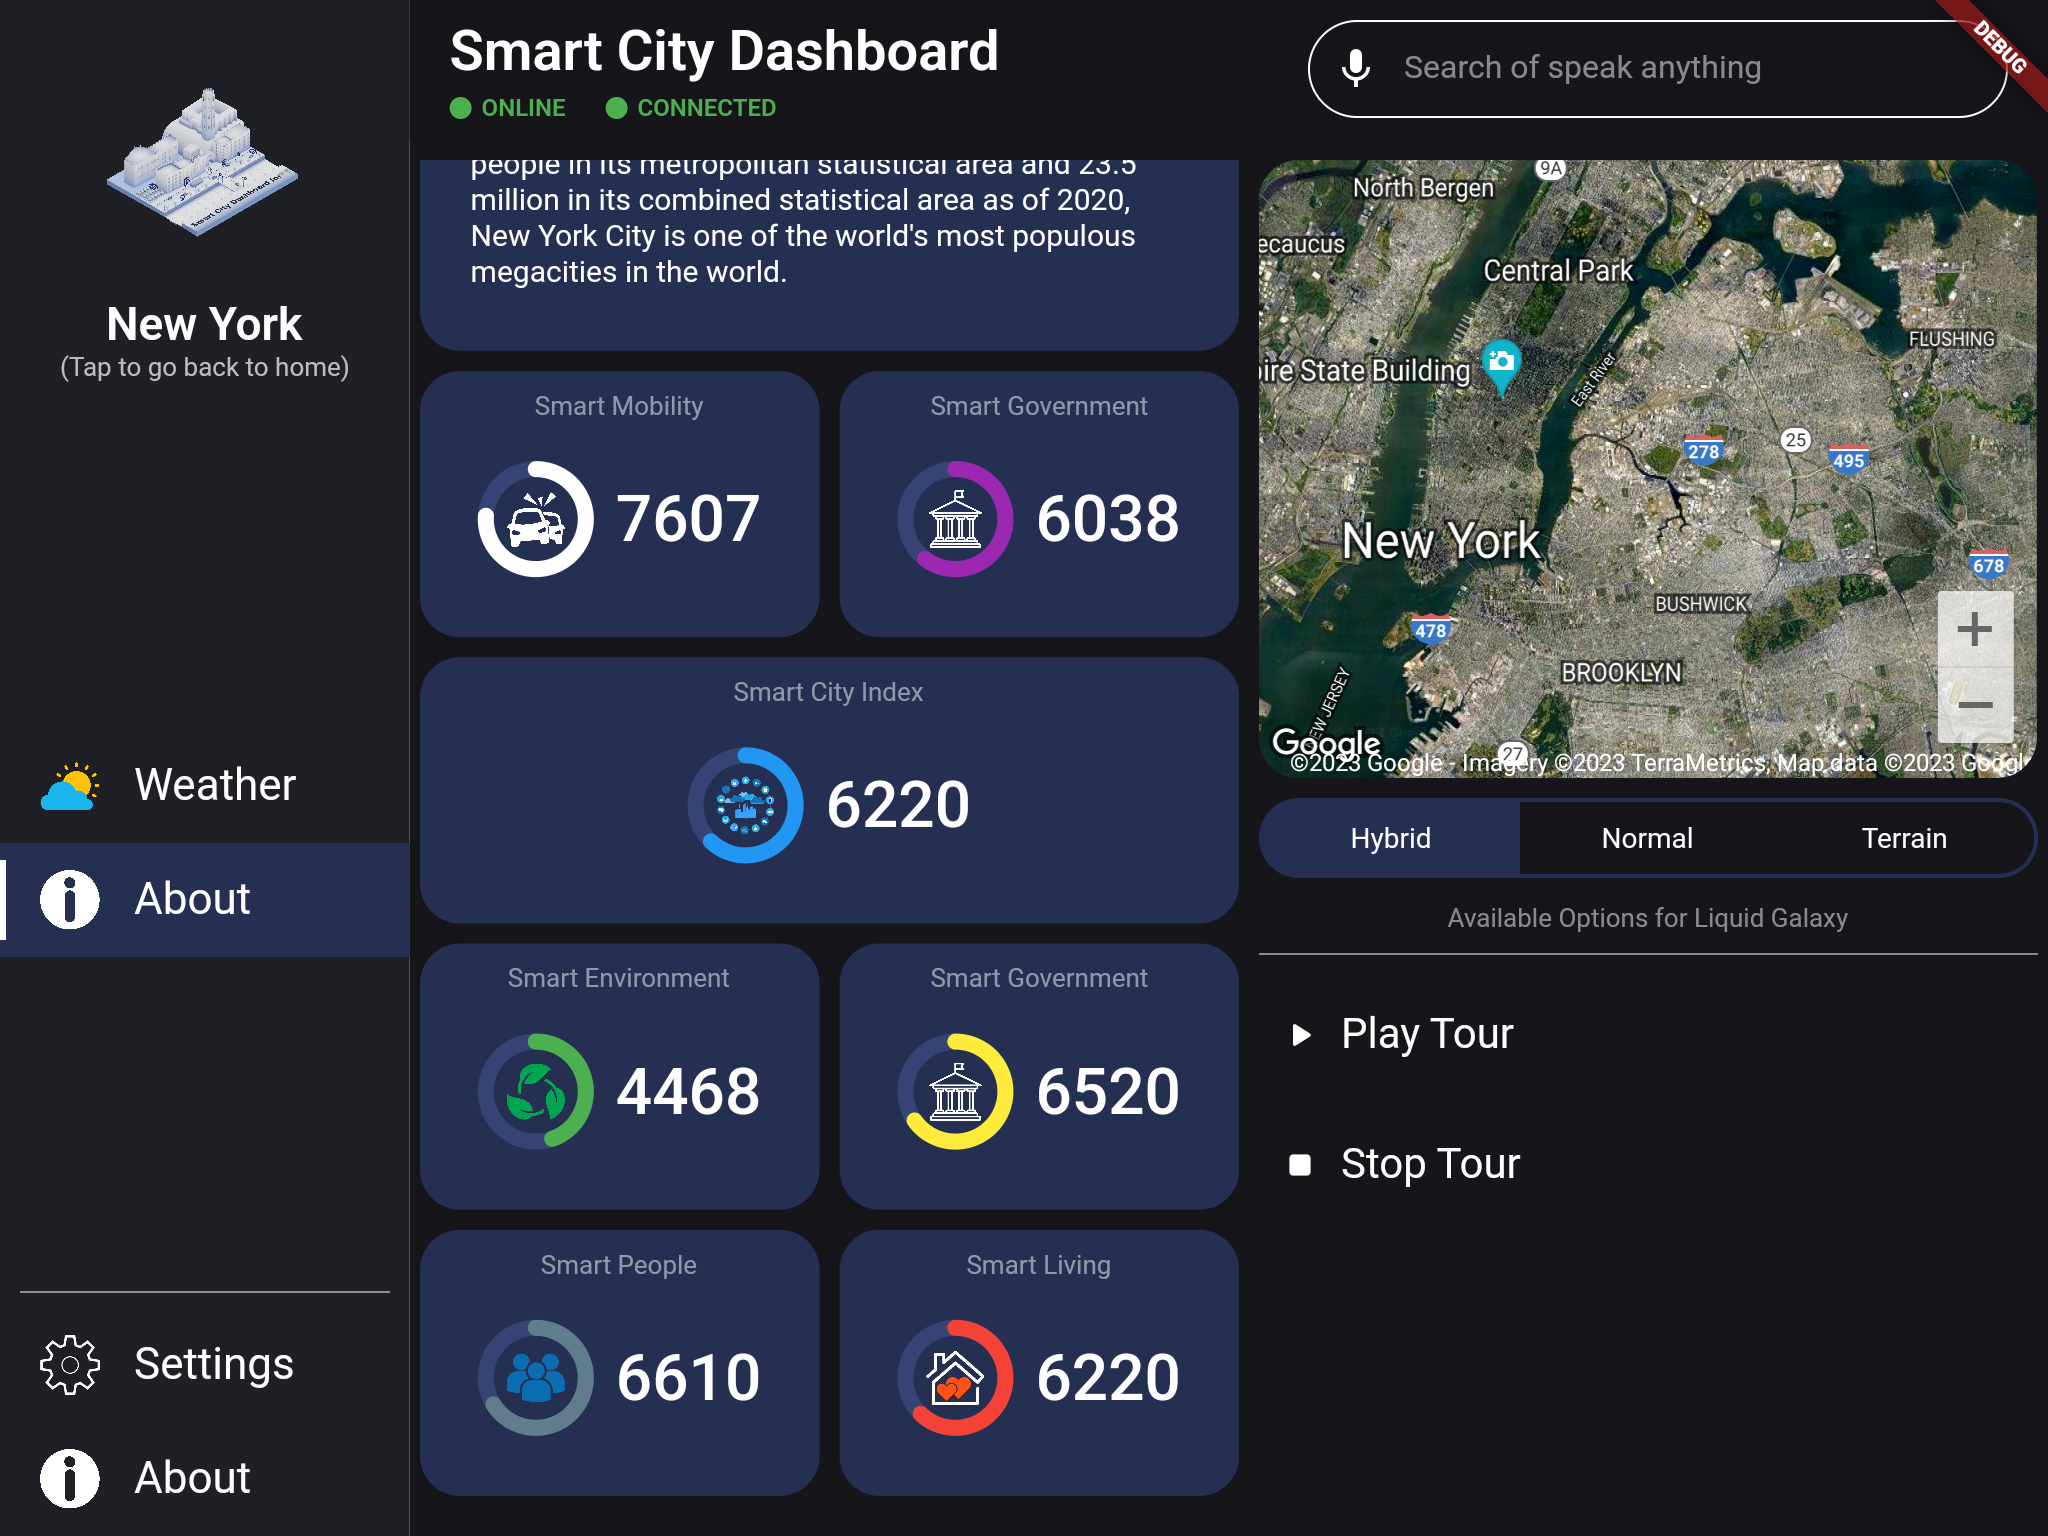 Smart City Dashboard
ONLINE CONNECTED
Search of speak anything
DEBUG
New York
(Tap to go back to home)
Weather
About
Settings
About
people in its metropolitan statistical area and 23.5
million in its combined statistical area as of 2020,
New York City is one of the world's most populous
megacities in the world.
Smart Mobility
7607
Smart Government
6038
Smart City Index
6220
Smart Environment
4468
Smart Government
6520
Smart People
6610
Smart Living
6220
9A
North Bergen
ecaucus
Central Park
FLUSHING
ire State Building
East River
278
25
495
New York
678
BUSHWICK
478
BROOKLYN
EW JERSEY
+
−
Google
27
©2023 Google - Imagery ©2023 TerraMetrics, Map data ©2023 Googl
Hybrid Normal Terrain
Available Options for Liquid Galaxy
Play Tour
Stop Tour